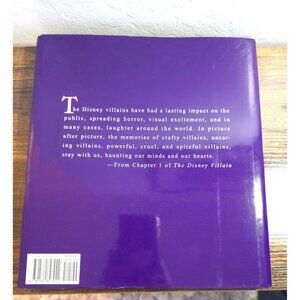 The Disney villains have had a lasting impact on the
public, spreading horror, visual excitement, and in
many cases, laughter around the world. In picture
after picture, the memories of crafty villains, uncar-
ing villains, powerful, cruel, and spiteful villains,
stay with us, haunting our minds and our hearts.
—From Chapter 1 of The Disney Villain